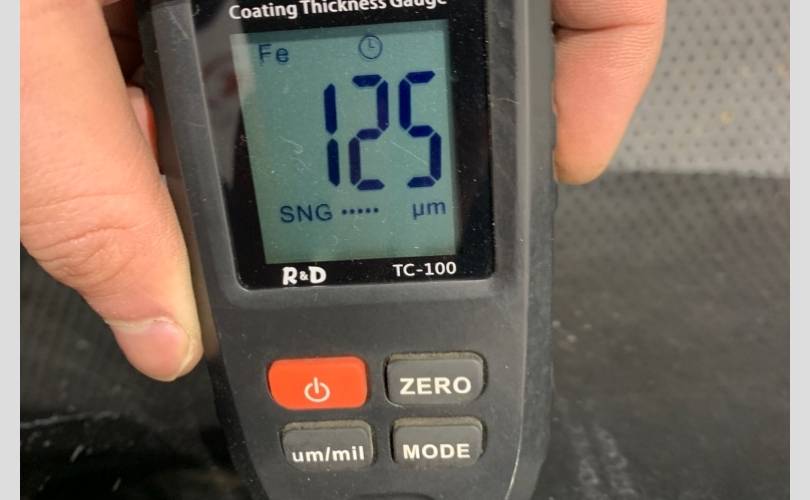 Coating Thickness Gauge
Fe
125
SNG ····· µm
R&D TC-100
ZERO
um/mil MODE